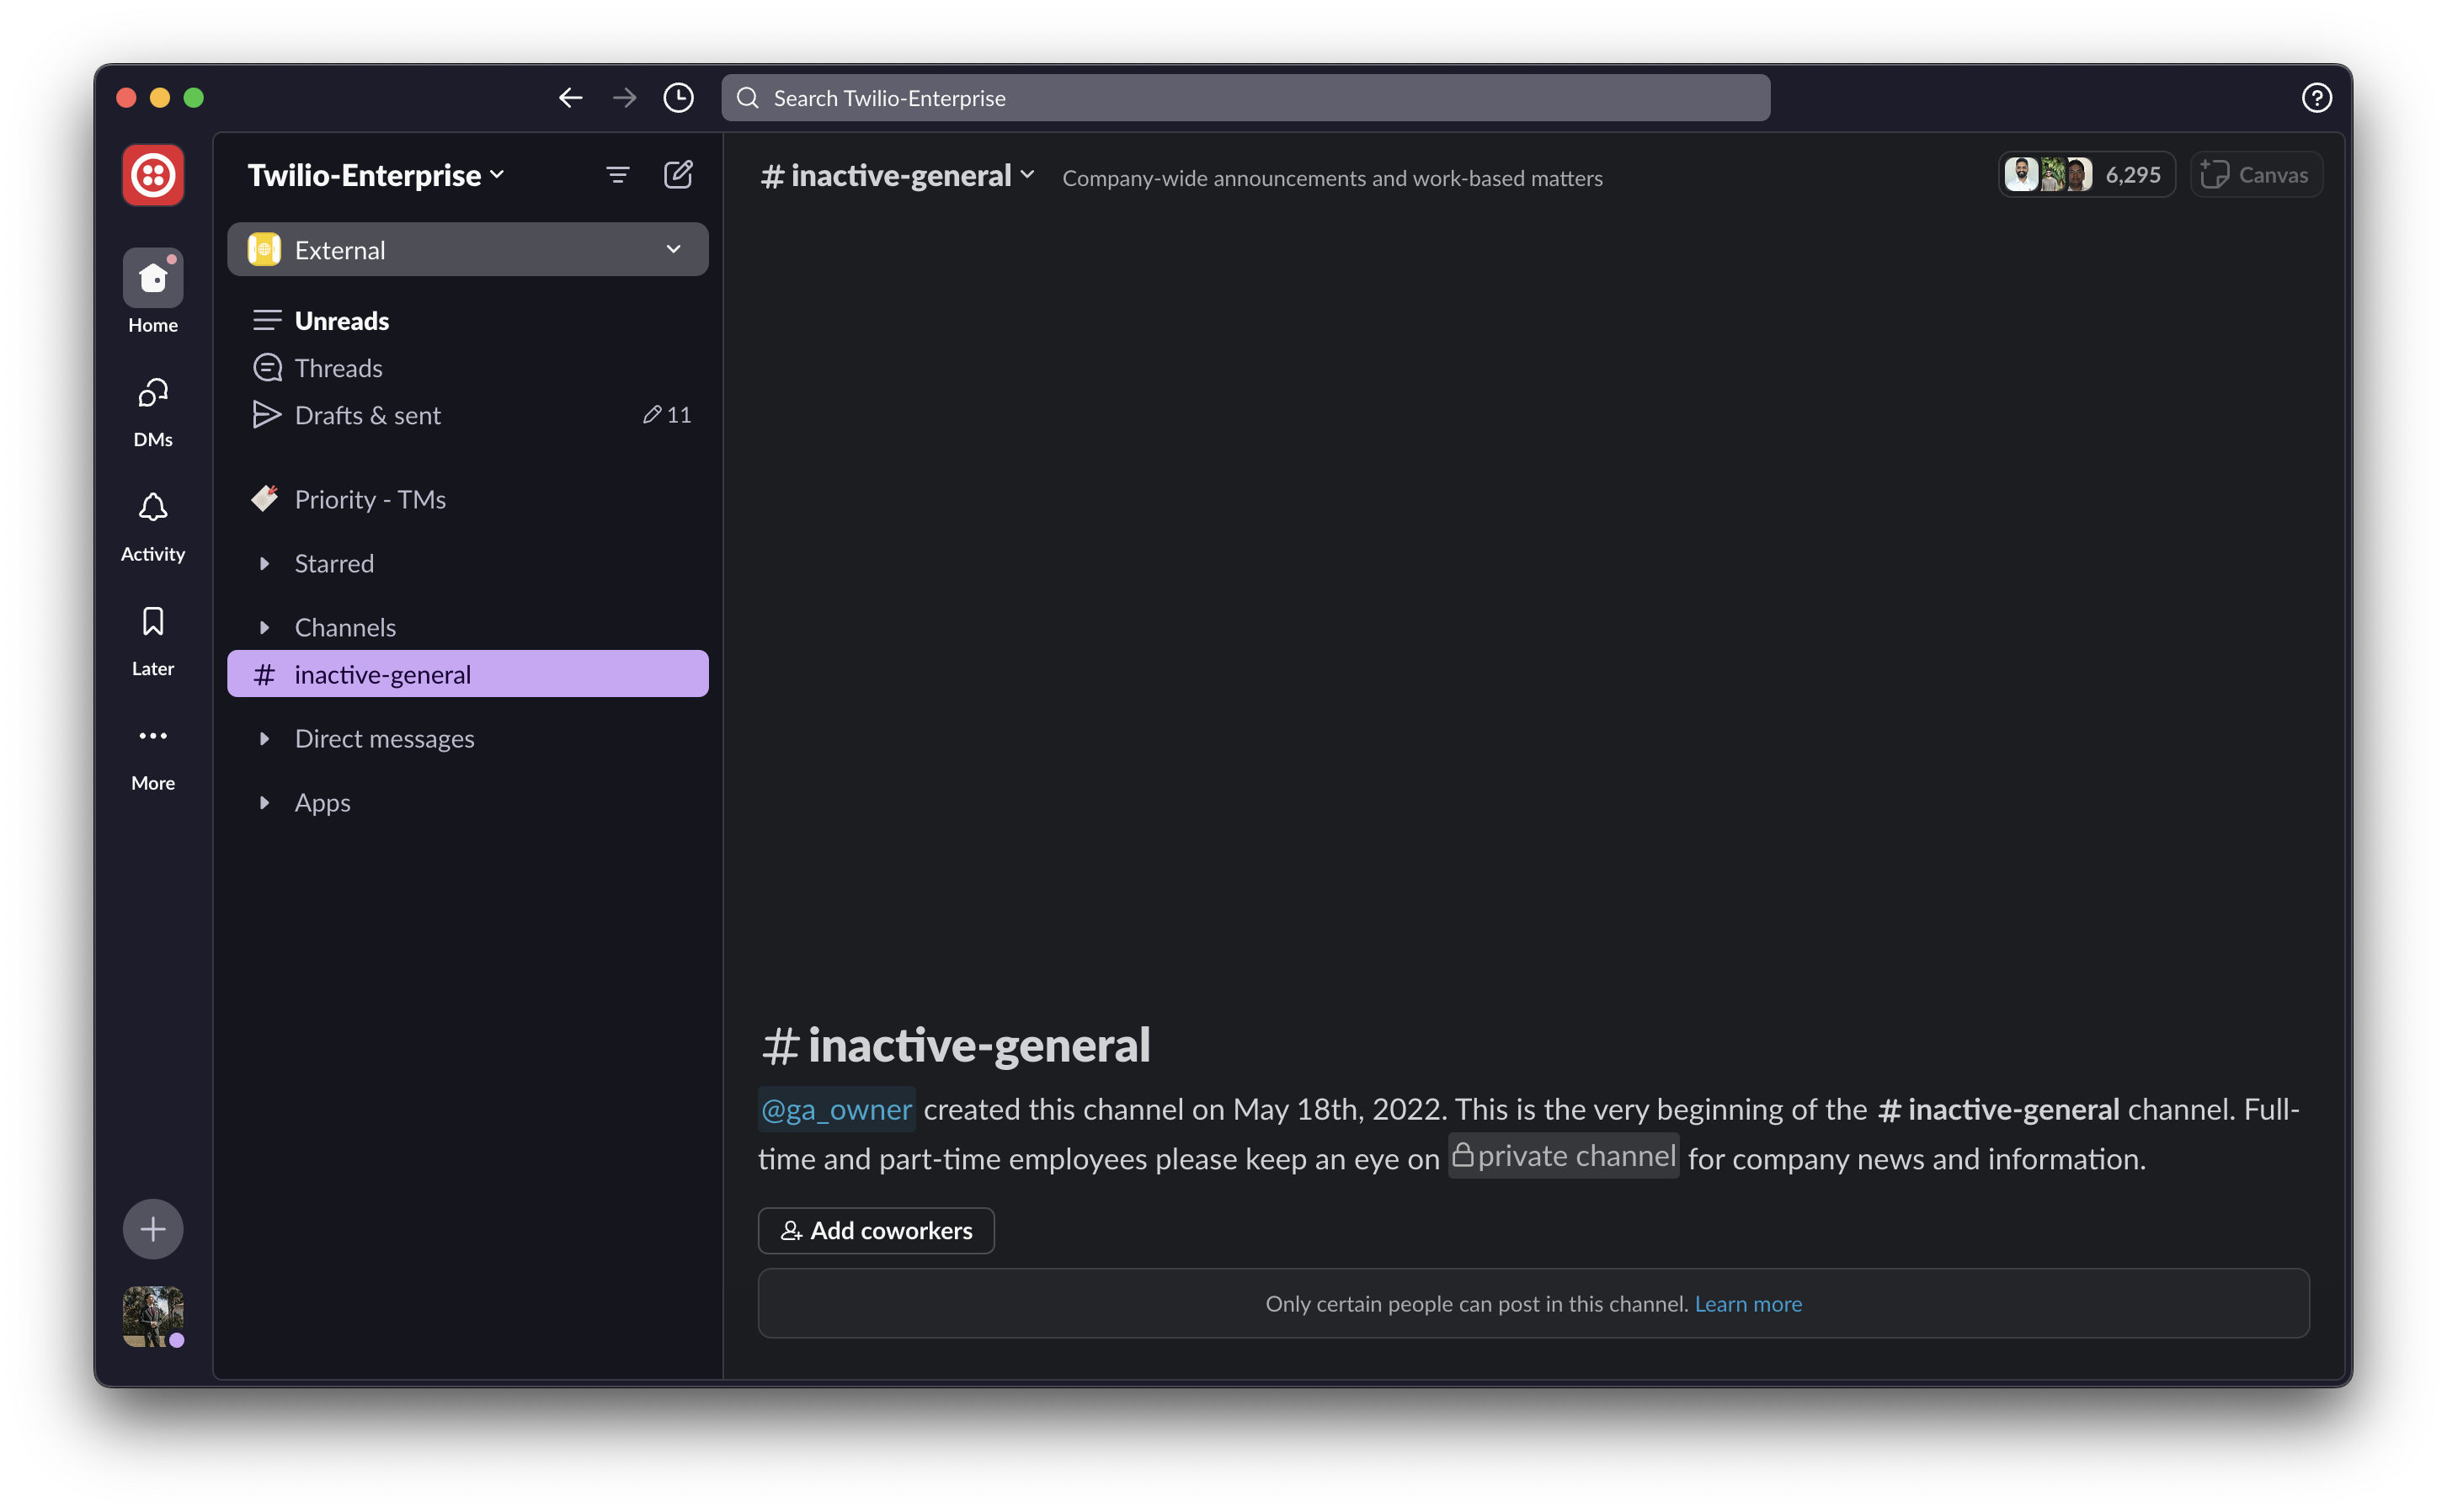 Search Twilio-Enterprise
Twilio-Enterprise
External
Home
Unreads
Threads
Drafts & sent 11
DMs
Priority - TMs
Activity
Starred
Channels
Later
inactive-general
Direct messages
More
Apps
# inactive-general Company-wide announcements and work-based matters 6,295 Canvas
# inactive-general
@ga_owner created this channel on May 18th, 2022. This is the very beginning of the # inactive-general channel. Full-
time and part-time employees please keep an eye on private channel for company news and information.
Add coworkers
Only certain people can post in this channel. Learn more